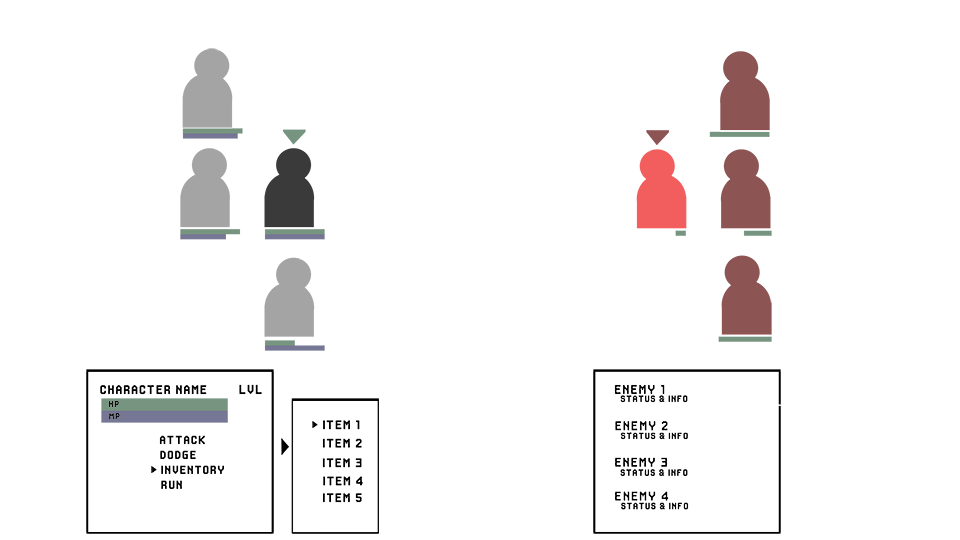 CHARACTER NAME LVL
HP
MP
ATTACK
DODGE
INVENTORY
RUN
ITEM 1
ITEM 2
ITEM 3
ITEM 4
ITEM 5
ENEMY 1
STATUS & INFO
ENEMY 2
STATUS & INFO
ENEMY 3
STATUS & INFO
ENEMY 4
STATUS & INFO